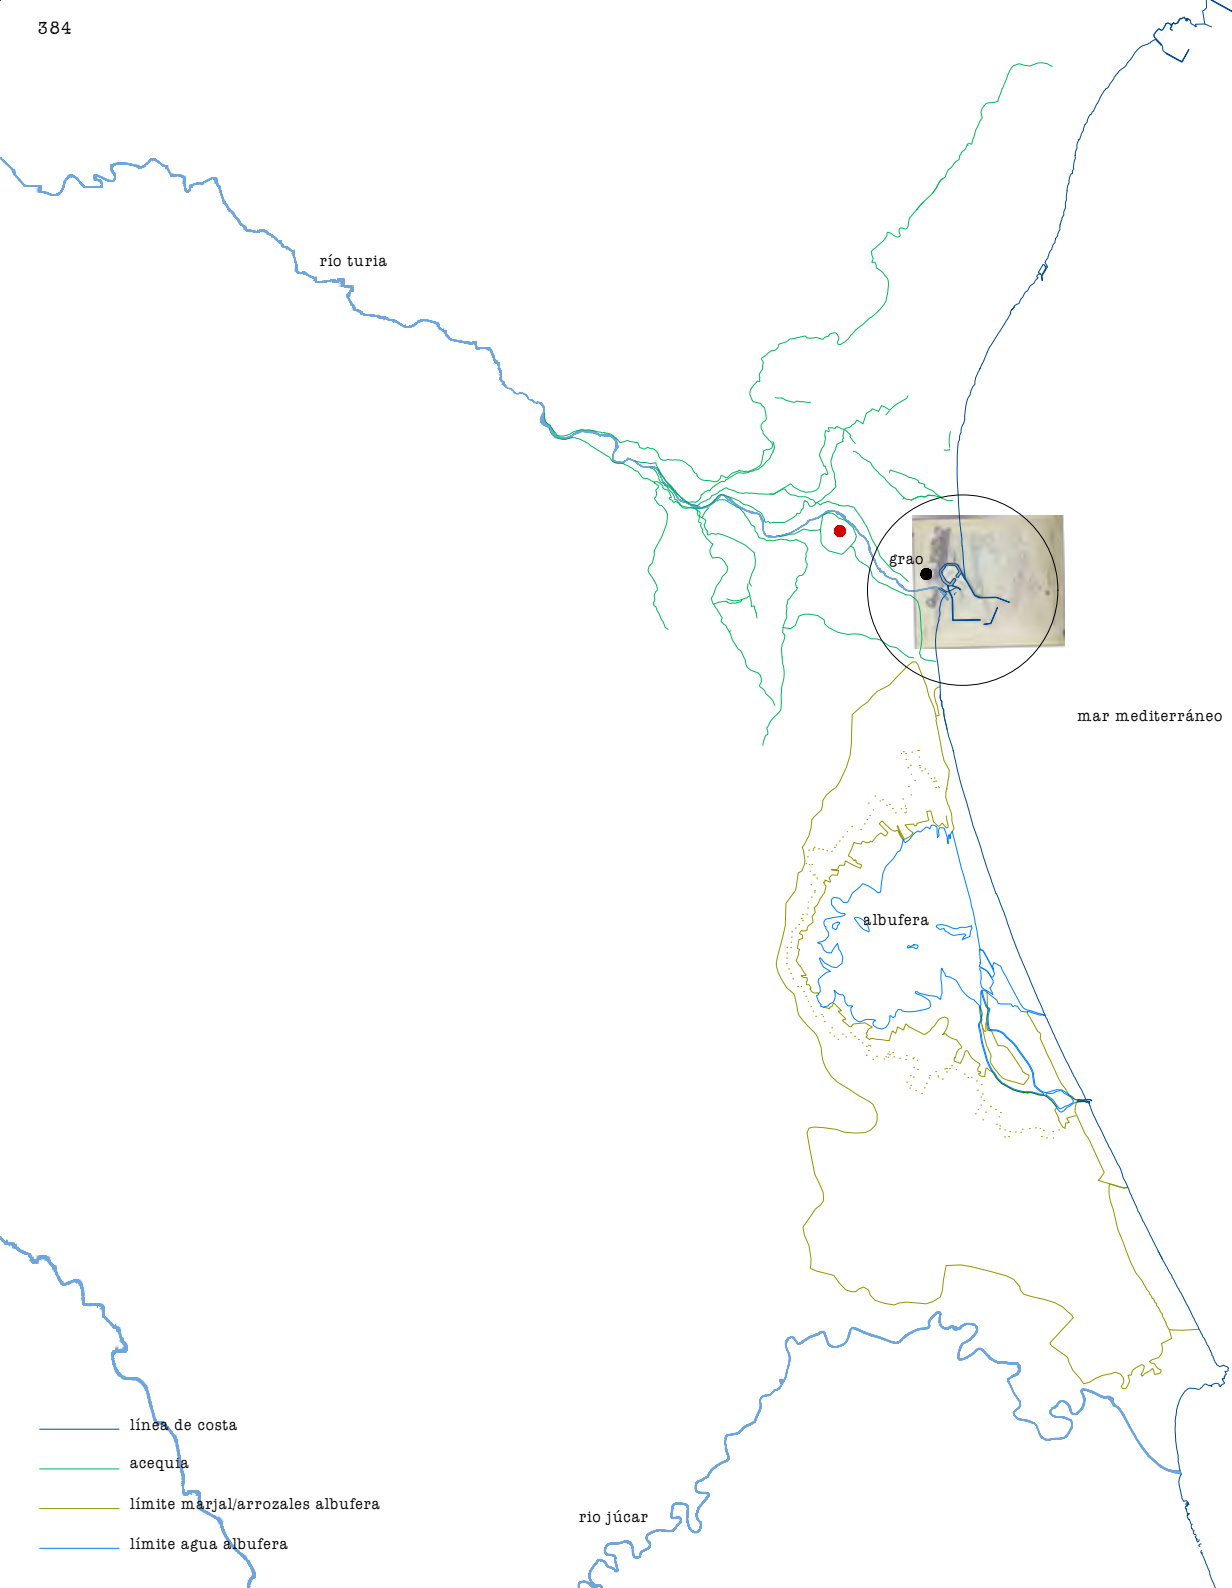 384
río turia
grao
mar mediterráneo
albufera
línea de costa
acequia
límite marjal/arrozales albufera
rio júcar
límite agua albufera